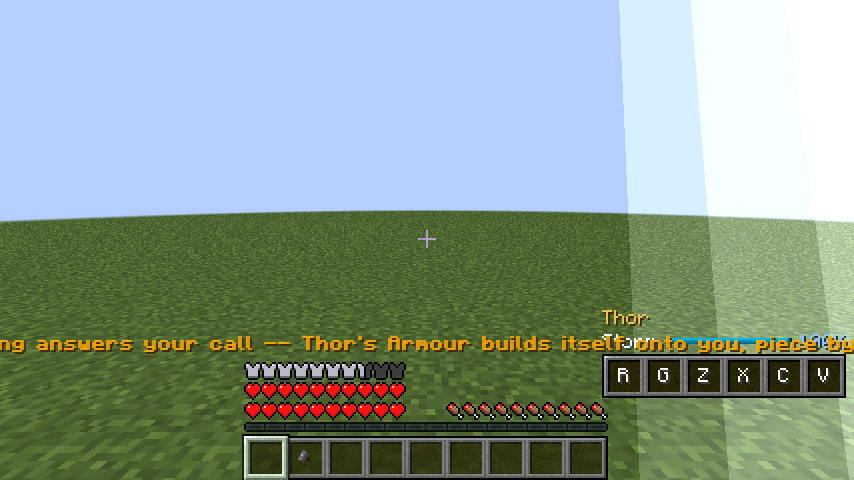 Thor
ng answers your call -- Thor's Armour builds itself onto you, piece by
R G Z X C V